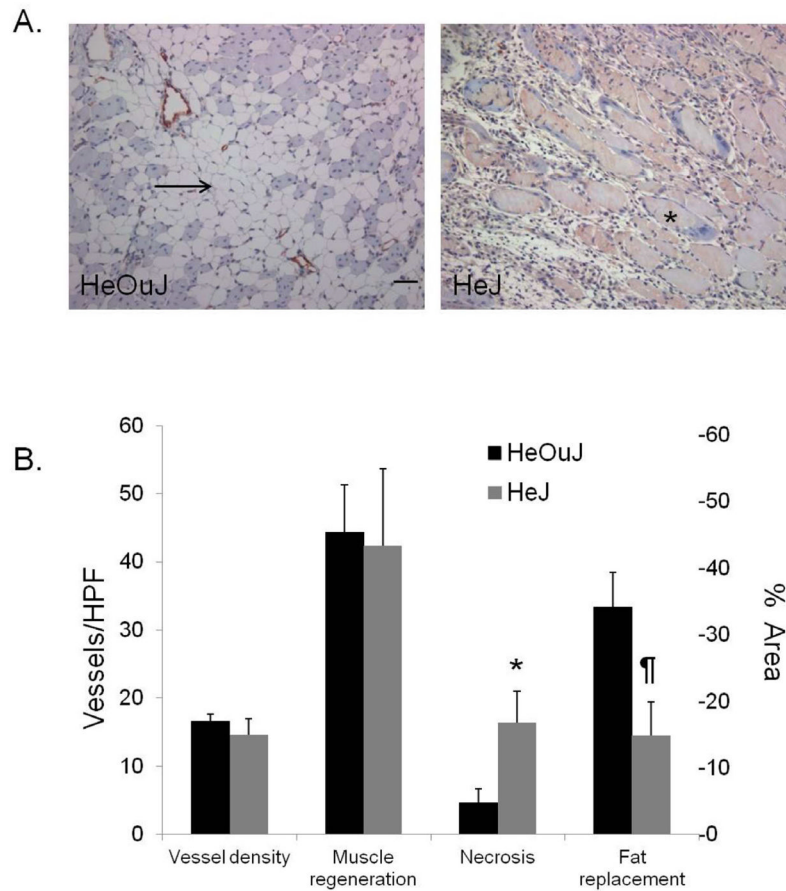 A.
HeOuJ
HeJ
*
B.
HeOuJ
HeJ
Vessels/HPF
60
50
40
30
20
10
0
% Area
-60
-50
-40
-30
-20
-10
-0
*
¶
Vessel density
Muscle
regeneration
Necrosis
Fat
replacement